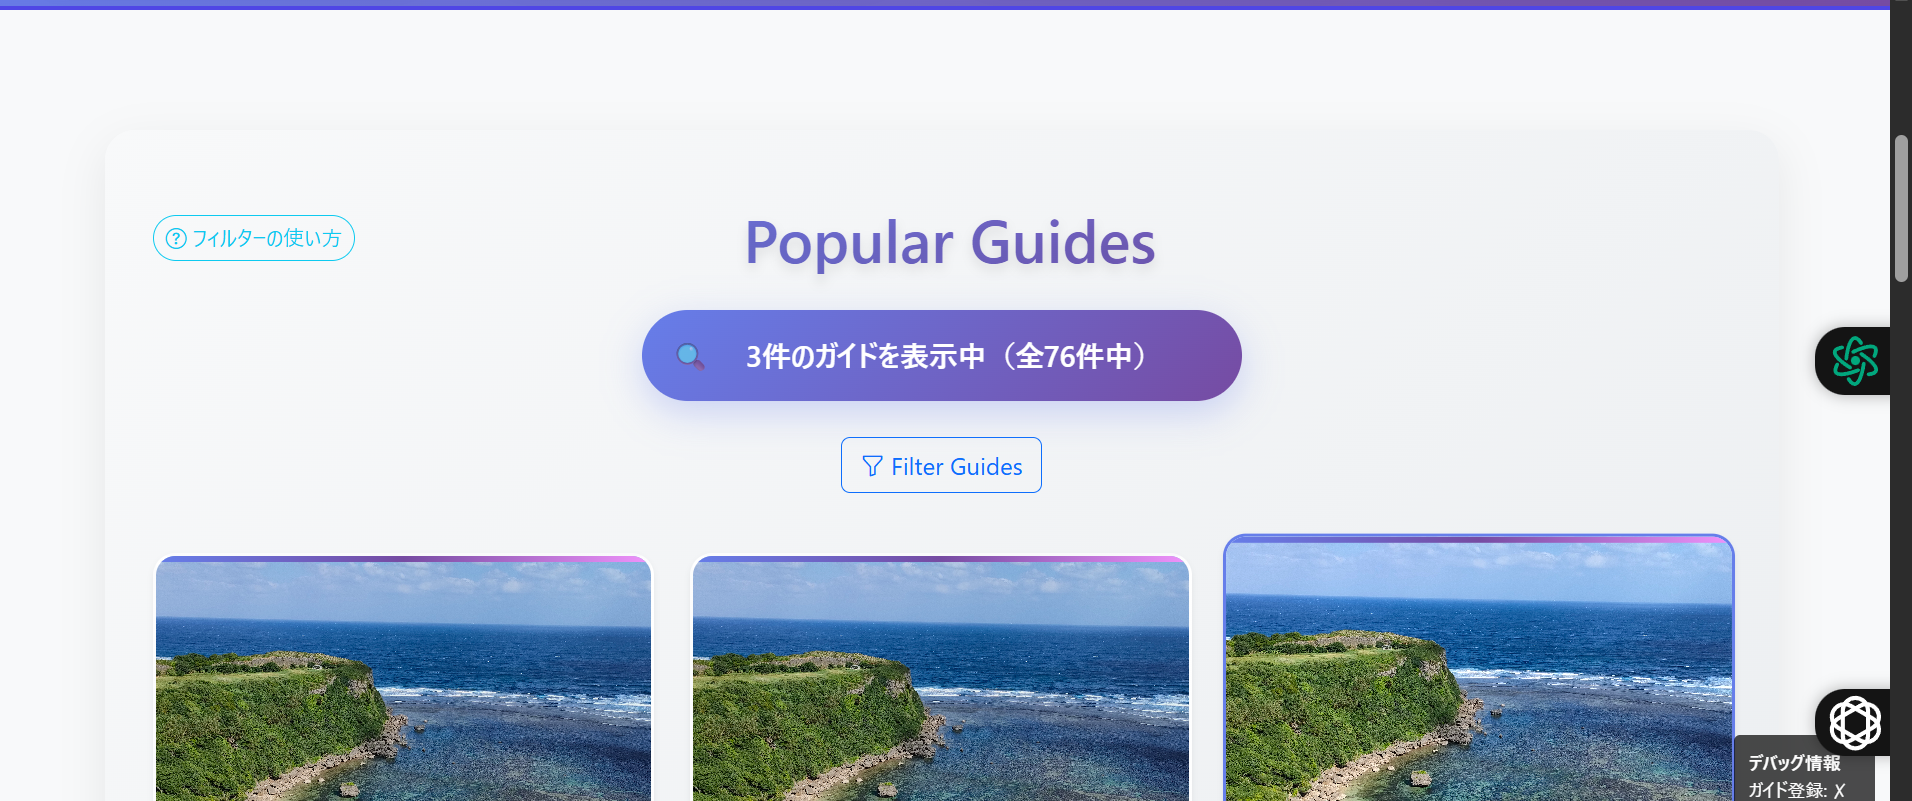 フィルターの使い方
Popular Guides
3件のガイドを表示中（全76件中）
Filter Guides
デバッグ情報
ガイド登録: X